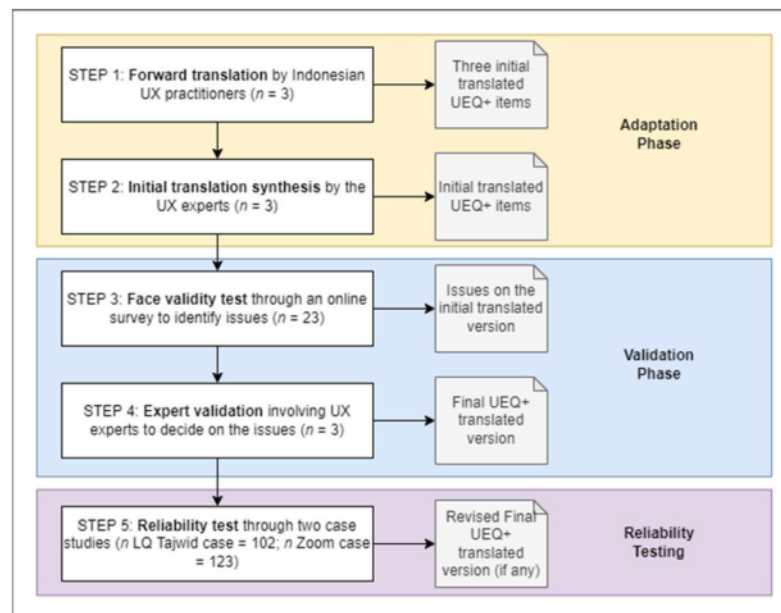 STEP 1: Forward translation by Indonesian
UX practitioners (n = 3)
Three initial
translated
UEQ+ items
Adaptation
Phase
STEP 2: Initial translation synthesis by the
UX experts (n = 3)
Initial translated
UEQ+ items
STEP 3: Face validity test through an online
survey to identify issues (n = 23)
Issues on the
initial translated
version
Validation
Phase
STEP 4: Expert validation involving UX
experts to decide on the issues (n = 3)
Final UEQ+
translated
version
STEP 5: Reliability test through two case
studies (n LQ Tajwid case = 102; n Zoom case
= 123)
Revised Final
UEQ+
translated
version (if any)
Reliability
Testing